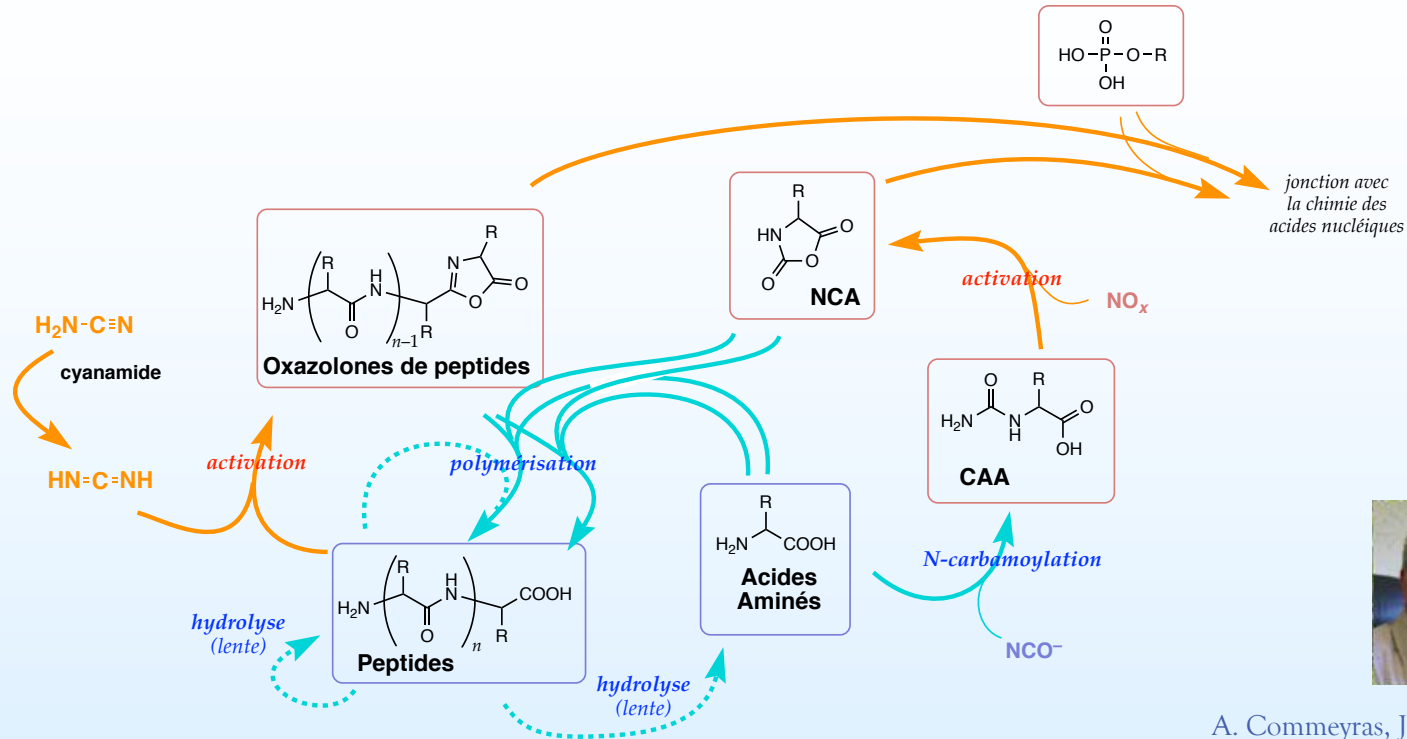 O
HO–P–O–R
OH
jonction avec
la chimie des
acides nucléiques
R
HN
O
O
O
NCA
activation
NOx
R
H2N
O
H
N
n–1
R
N
O
R
O
Oxazolones de peptides
H2N-C≡N
cyanamide
HN=C=NH
activation
polymérisation
O
R
H2N
N
H
O
OH
CAA
R
H2N
COOH
Acides
Aminés
N-carbamoylation
NCO–
R
H2N
O
H
N
n
R
COOH
Peptides
hydrolyse
(lente)
hydrolyse
(lente)
A. Commeyras, J